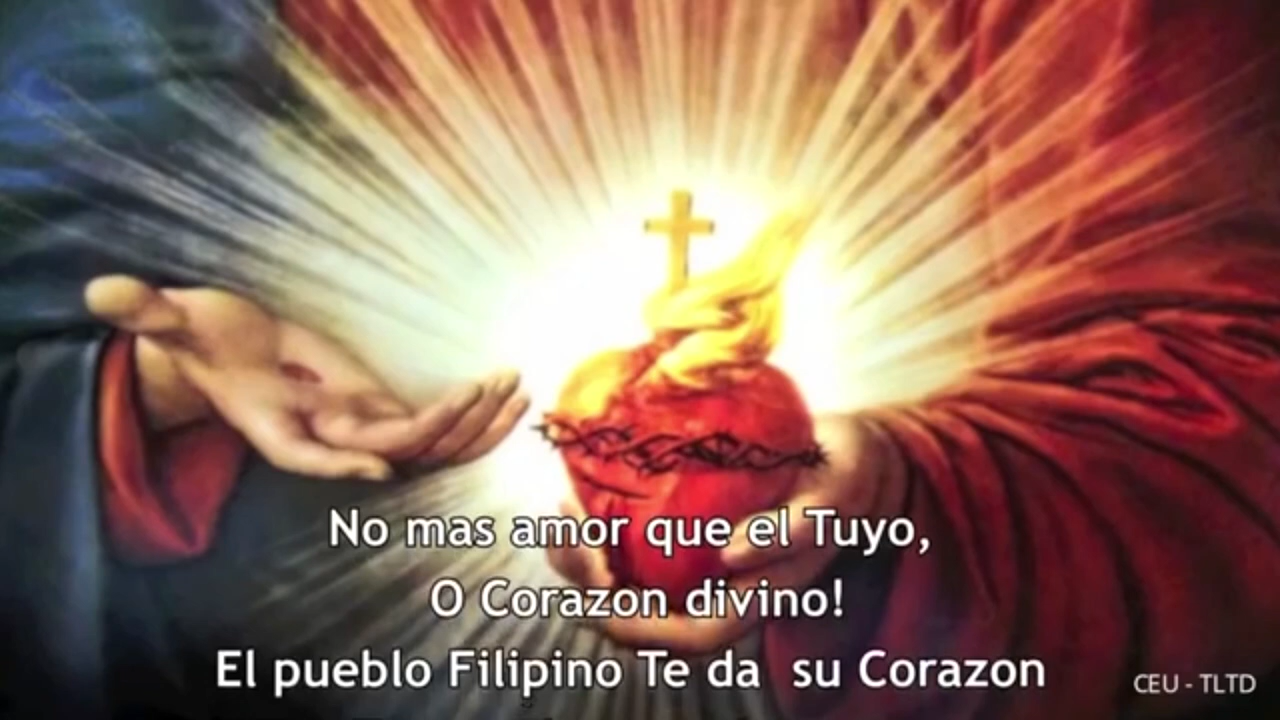 No mas amor que el Tuyo,
O Corazon divino!
El pueblo Filipino Te da su Corazon
CEU - TLTD